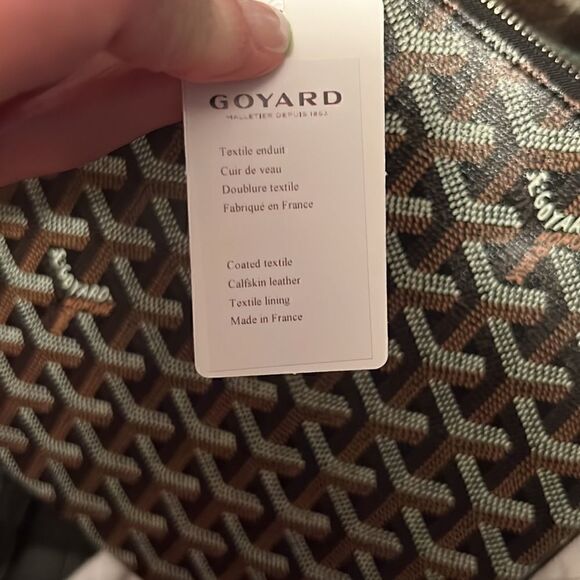 GOYARD
MALLETIER DEPUIS 1853
Textile enduit
Cuir de veau
Doublure textile
Fabriqué en France
Coated textile
Calfskin leather
Textile lining
Made in France